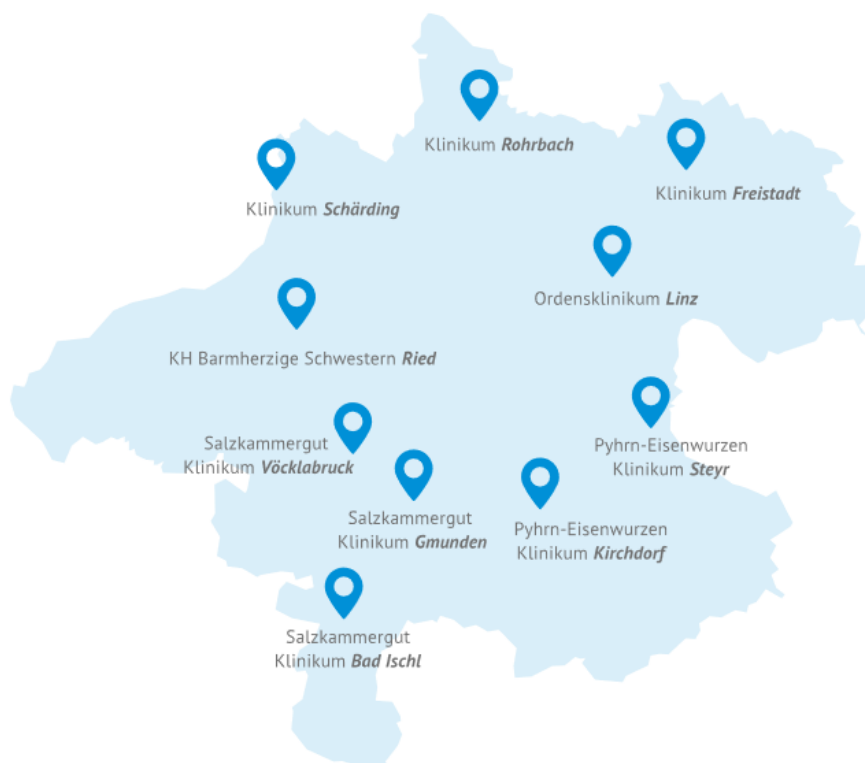 Klinikum Rohrbach
Klinikum Freistadt
Klinikum Schärding
Ordensklinikum Linz
KH Barmherzige Schwestern Ried
Salzkammergut
Klinikum Vöcklabruck
Pyhrn-Eisenwurzen
Klinikum Steyr
Salzkammergut
Klinikum Gmunden
Pyhrn-Eisenwurzen
Klinikum Kirchdorf
Salzkammergut
Klinikum Bad Ischl